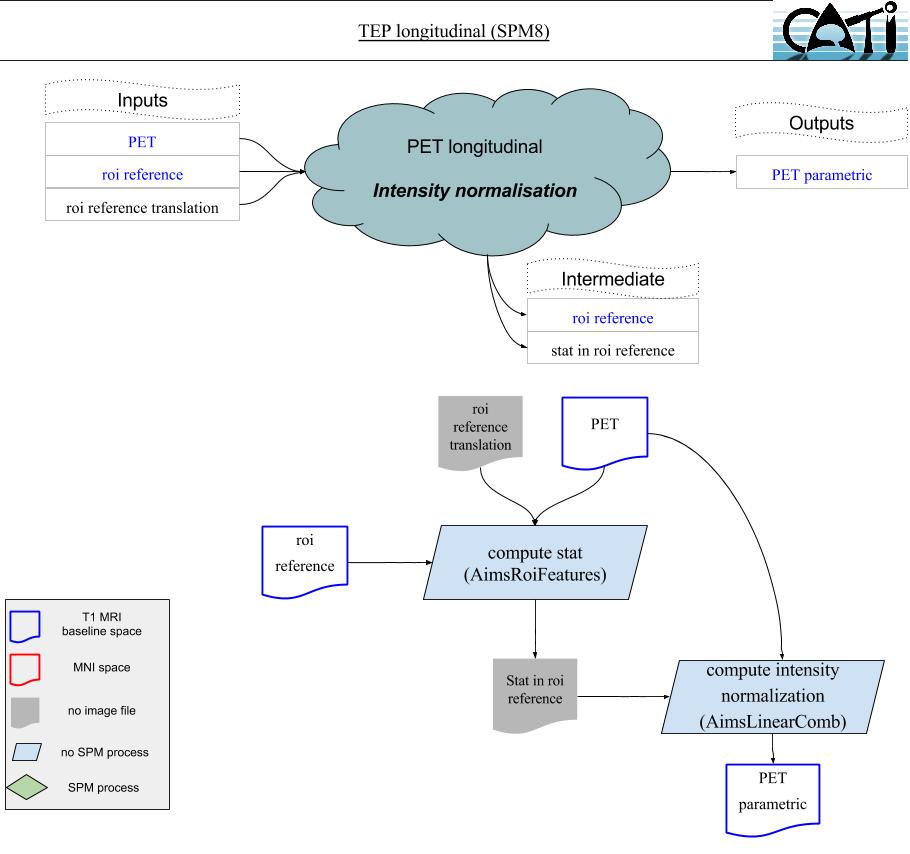 TEP longitudinal (SPM8)
CATI
Inputs
PET
roi reference
roi reference translation
PET longitudinal
Intensity normalisation
Outputs
PET parametric
Intermediate
roi reference
stat in roi reference
roi
reference
translation
PET
roi
reference
compute stat
(AimsRoiFeatures)
Stat in roi
reference
compute intensity
normalization
(AimsLinearComb)
PET
parametric
T1 MRI
baseline space
MNI space
no image file
no SPM process
SPM process